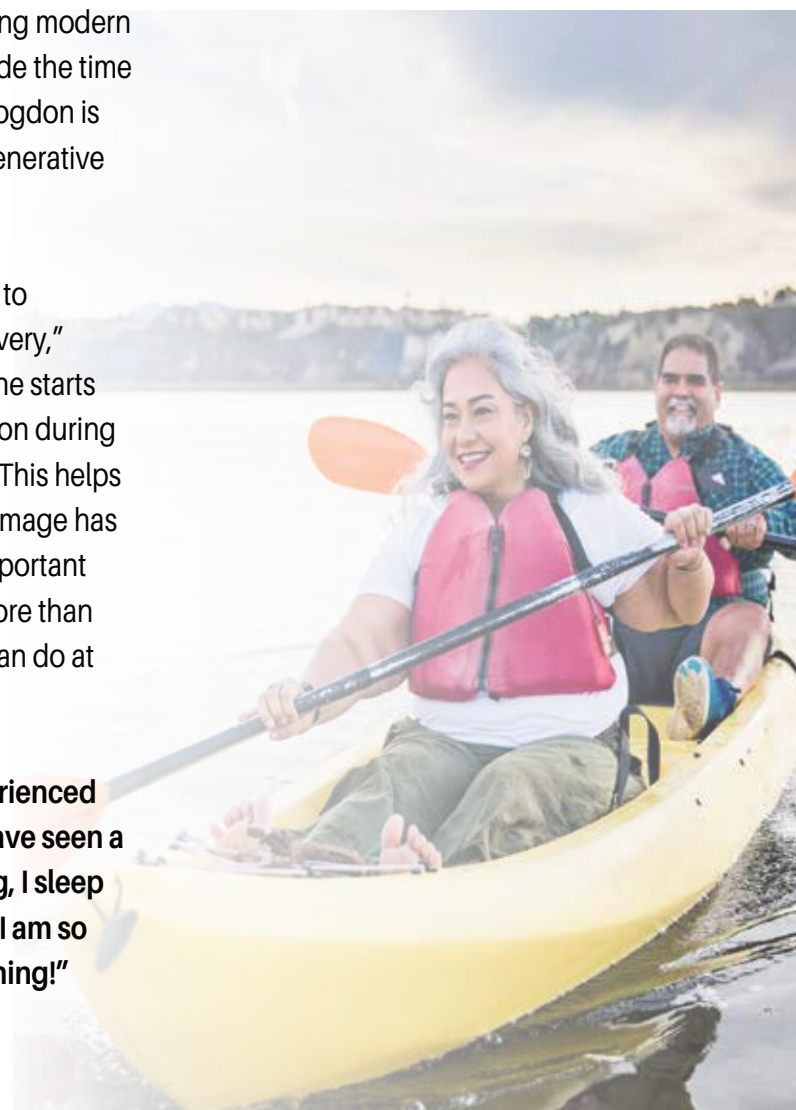 ng modern
de the time
ogdon is
enerative
to
very,”
ne starts
on during
This helps
mage has
portant
ore than
an do at
rienced
ave seen a
g, I sleep
I am so
ning!”